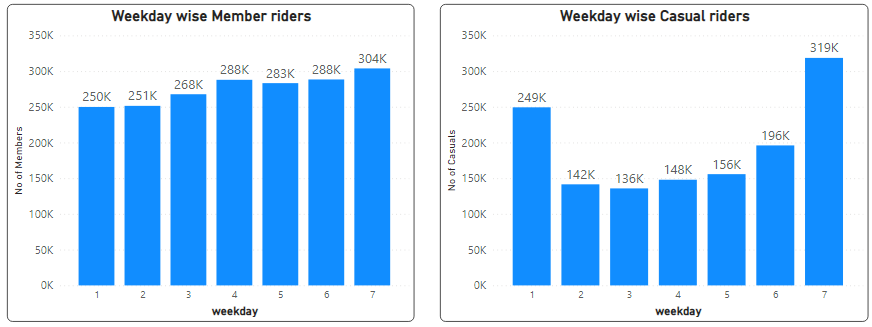 Weekday wise Member riders
350K
300K
250K
200K
150K
100K
50K
0K
No of Members
250K
251K
268K
288K
283K
288K
304K
1 2 3 4 5 6 7
weekday
Weekday wise Casual riders
350K
300K
250K
200K
150K
100K
50K
0K
No of Casuals
249K
142K
136K
148K
156K
196K
319K
1 2 3 4 5 6 7
weekday